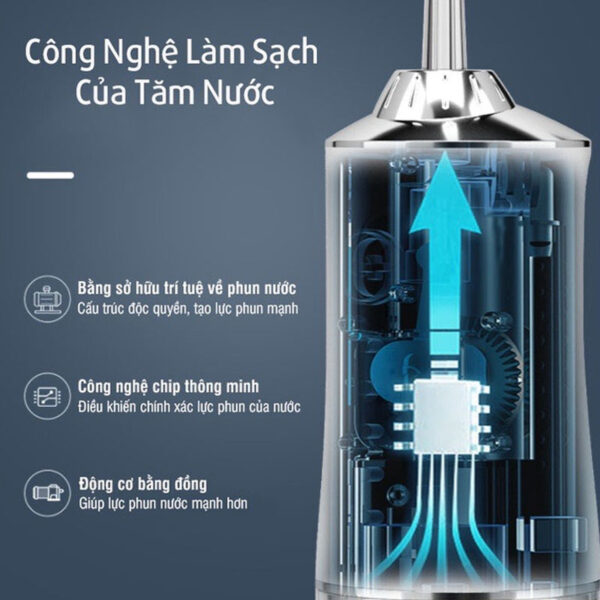 Công Nghệ Làm Sạch
Của Tăm Nước
Bằng sở hữu trí tuệ về phun nước
Cấu trúc độc quyền, tạo lực phun mạnh
Công nghệ chip thông minh
Điều khiển chính xác lực phun của nước
Động cơ bằng đồng
Giúp lực phun nước mạnh hơn